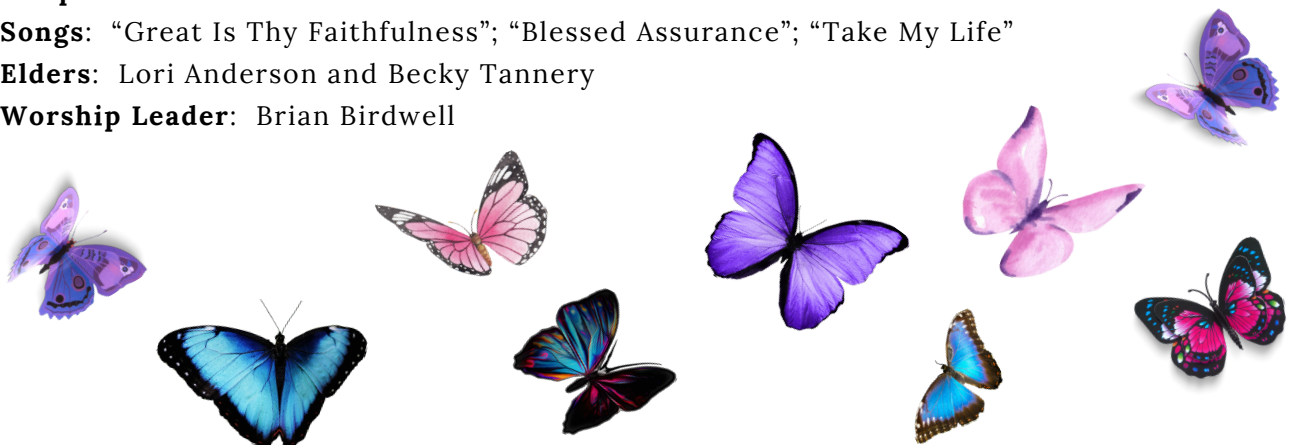 Songs:  “Great Is Thy Faithfulness”; “Blessed Assurance”; “Take My Life”
Elders:  Lori Anderson and Becky Tannery
Worship Leader:  Brian Birdwell